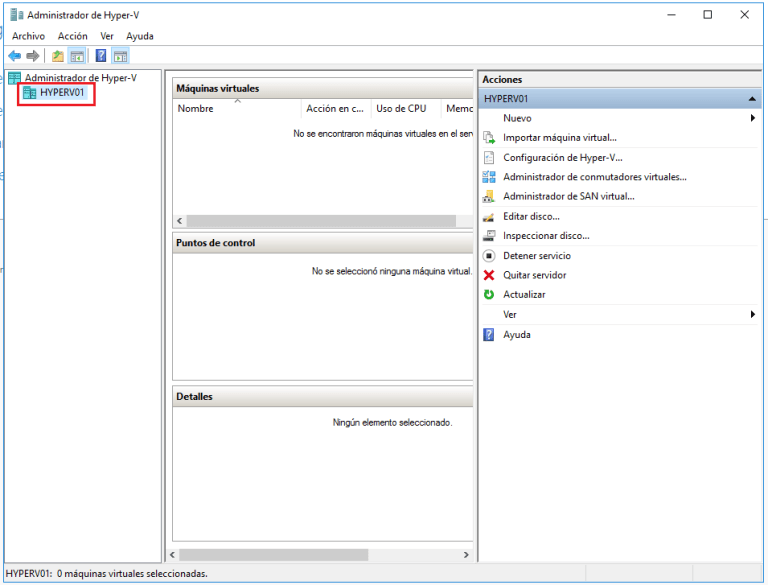 Administrador de Hyper-V
Archivo Acción Ver Ayuda
Administrador de Hyper-V
HYPERV01
Máquinas virtuales
Nombre Acción en c... Uso de CPU Memo
No se encontraron máquinas virtuales en el serv
Puntos de control
No se seleccionó ninguna máquina virtual.
Detalles
Ningún elemento seleccionado.
Acciones
HYPERV01
Nuevo
Importar máquina virtual...
Configuración de Hyper-V...
Administrador de conmutadores virtuales...
Administrador de SAN virtual...
Editar disco...
Inspeccionar disco...
Detener servicio
Quitar servidor
Actualizar
Ver
Ayuda
HYPERV01: 0 máquinas virtuales seleccionadas.